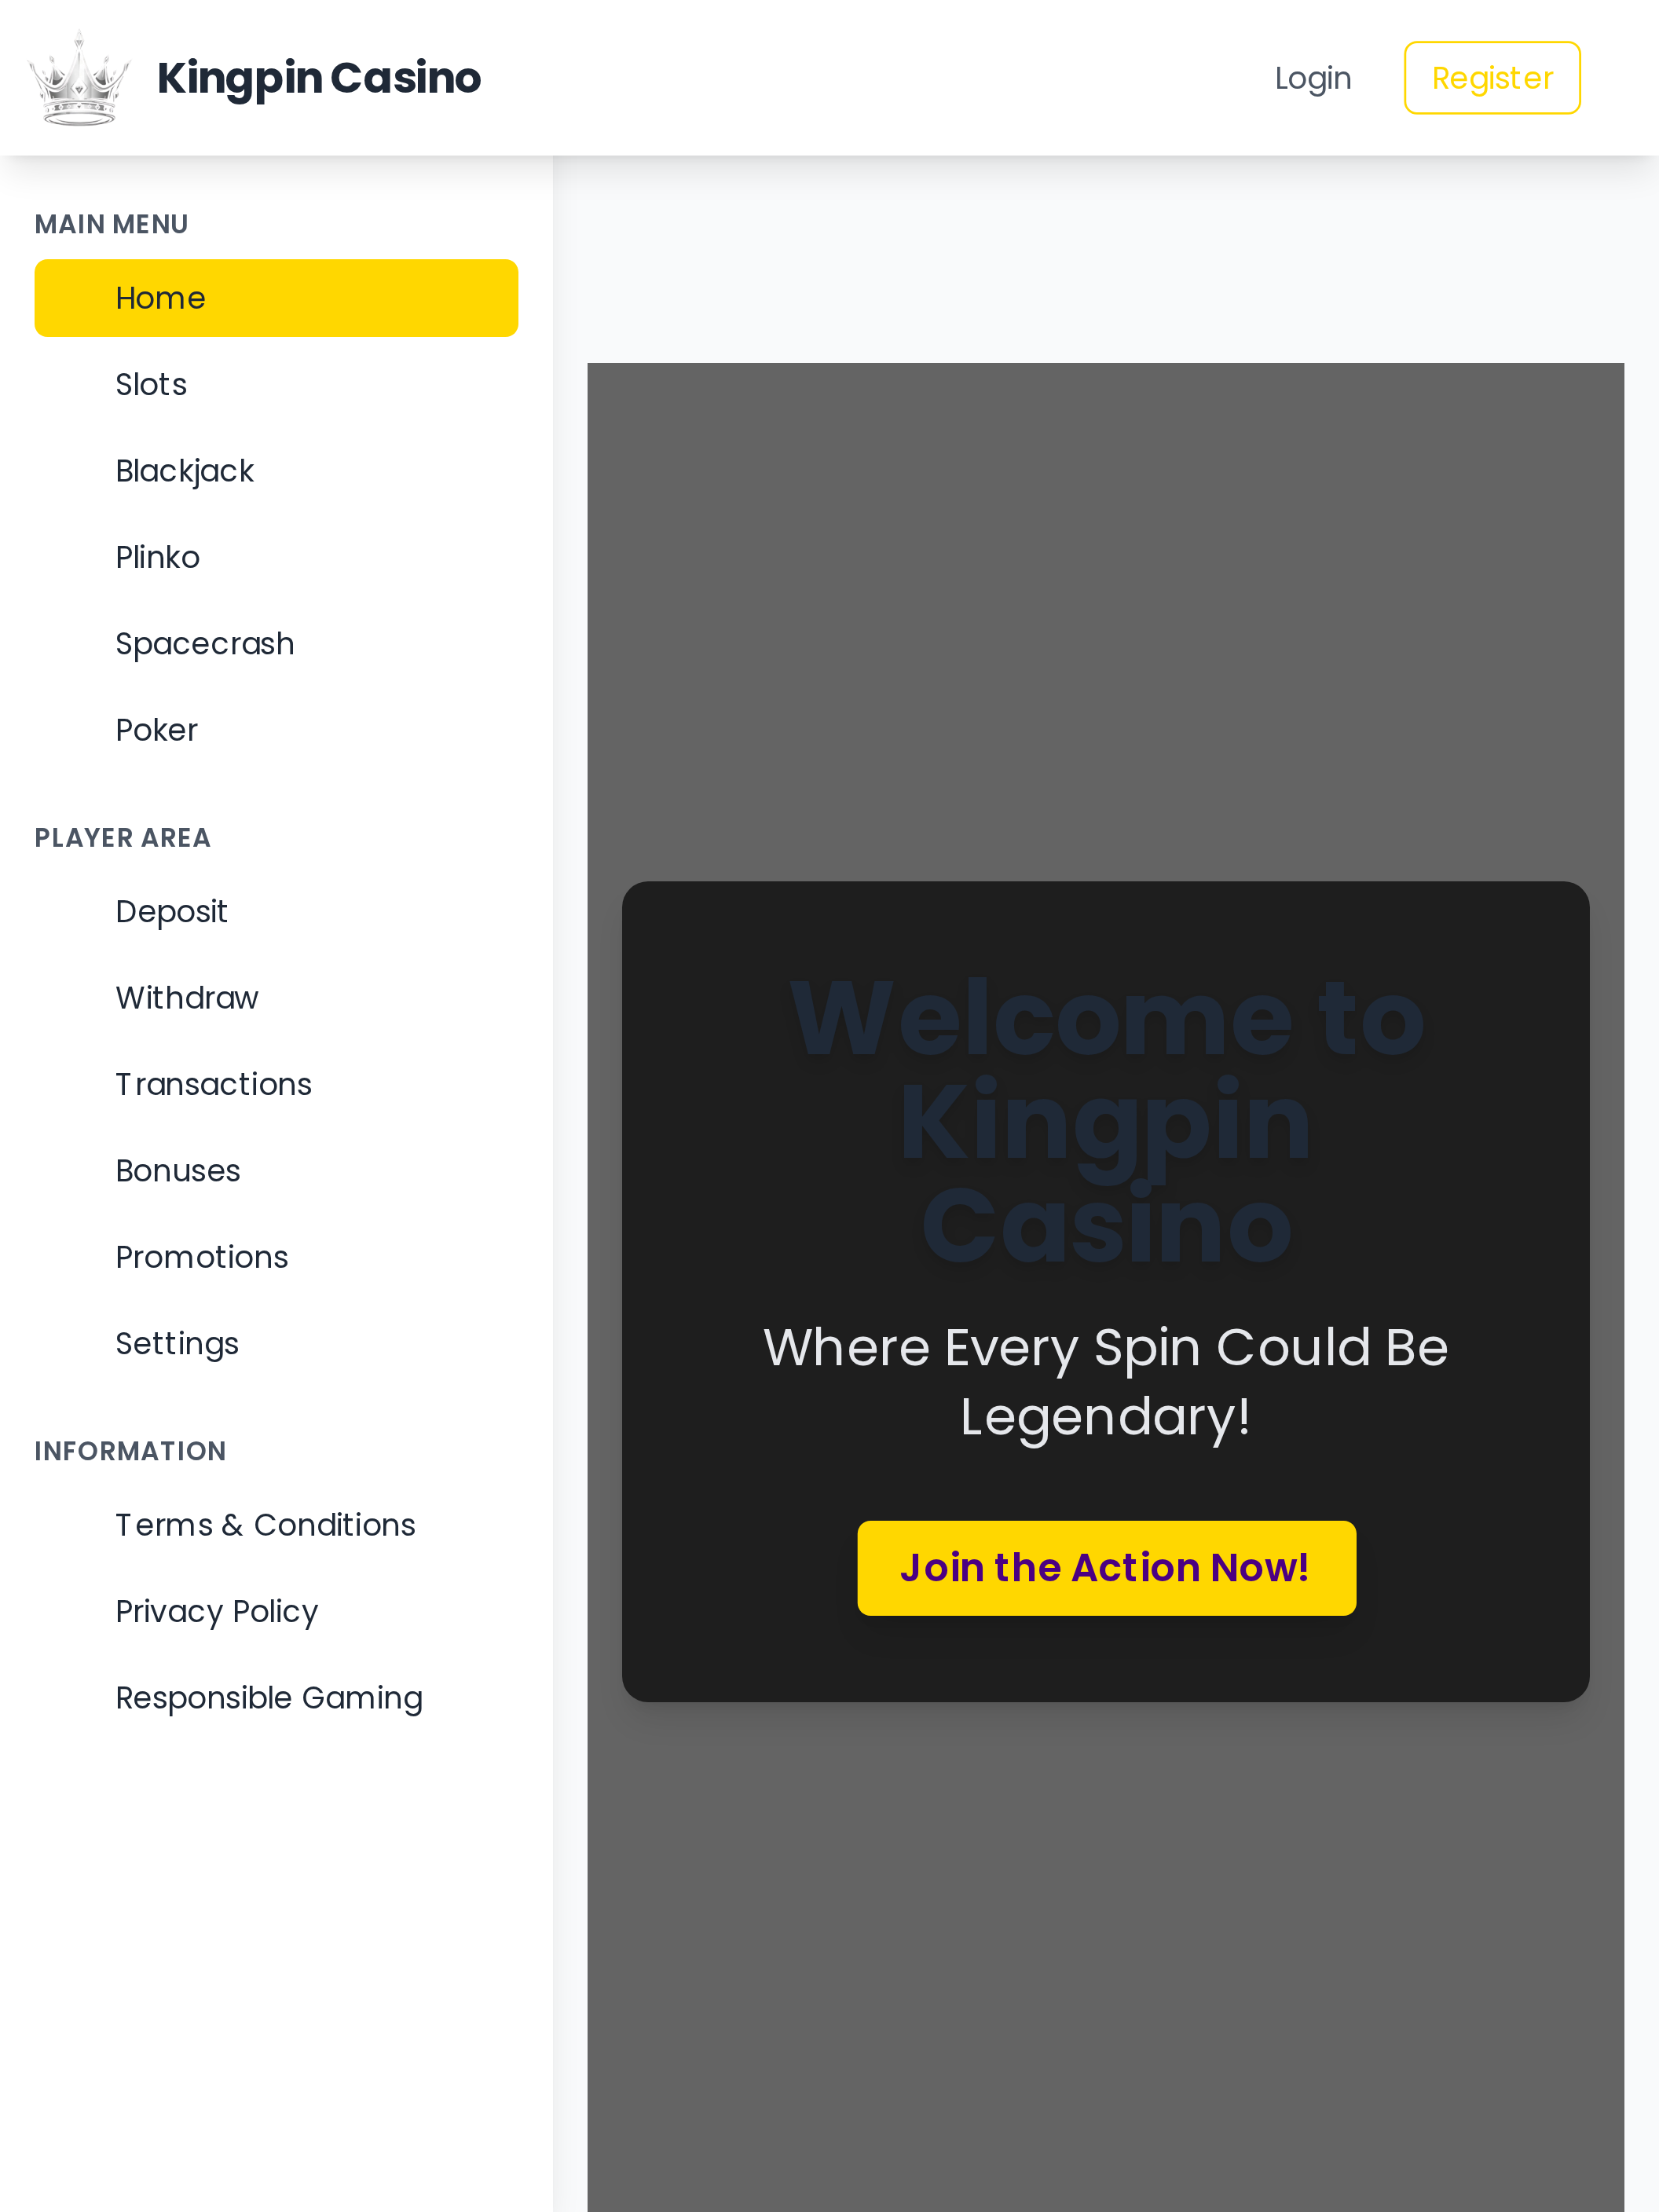 Kingpin Casino
Login
Register
MAIN MENU
Home
Slots
Blackjack
Plinko
Spacecrash
Poker
PLAYER AREA
Deposit
Withdraw
Transactions
Bonuses
Promotions
Settings
INFORMATION
Terms & Conditions
Privacy Policy
Responsible Gaming
Welcome to
Kingpin
Casino
Where Every Spin Could Be
Legendary!
Join the Action Now!